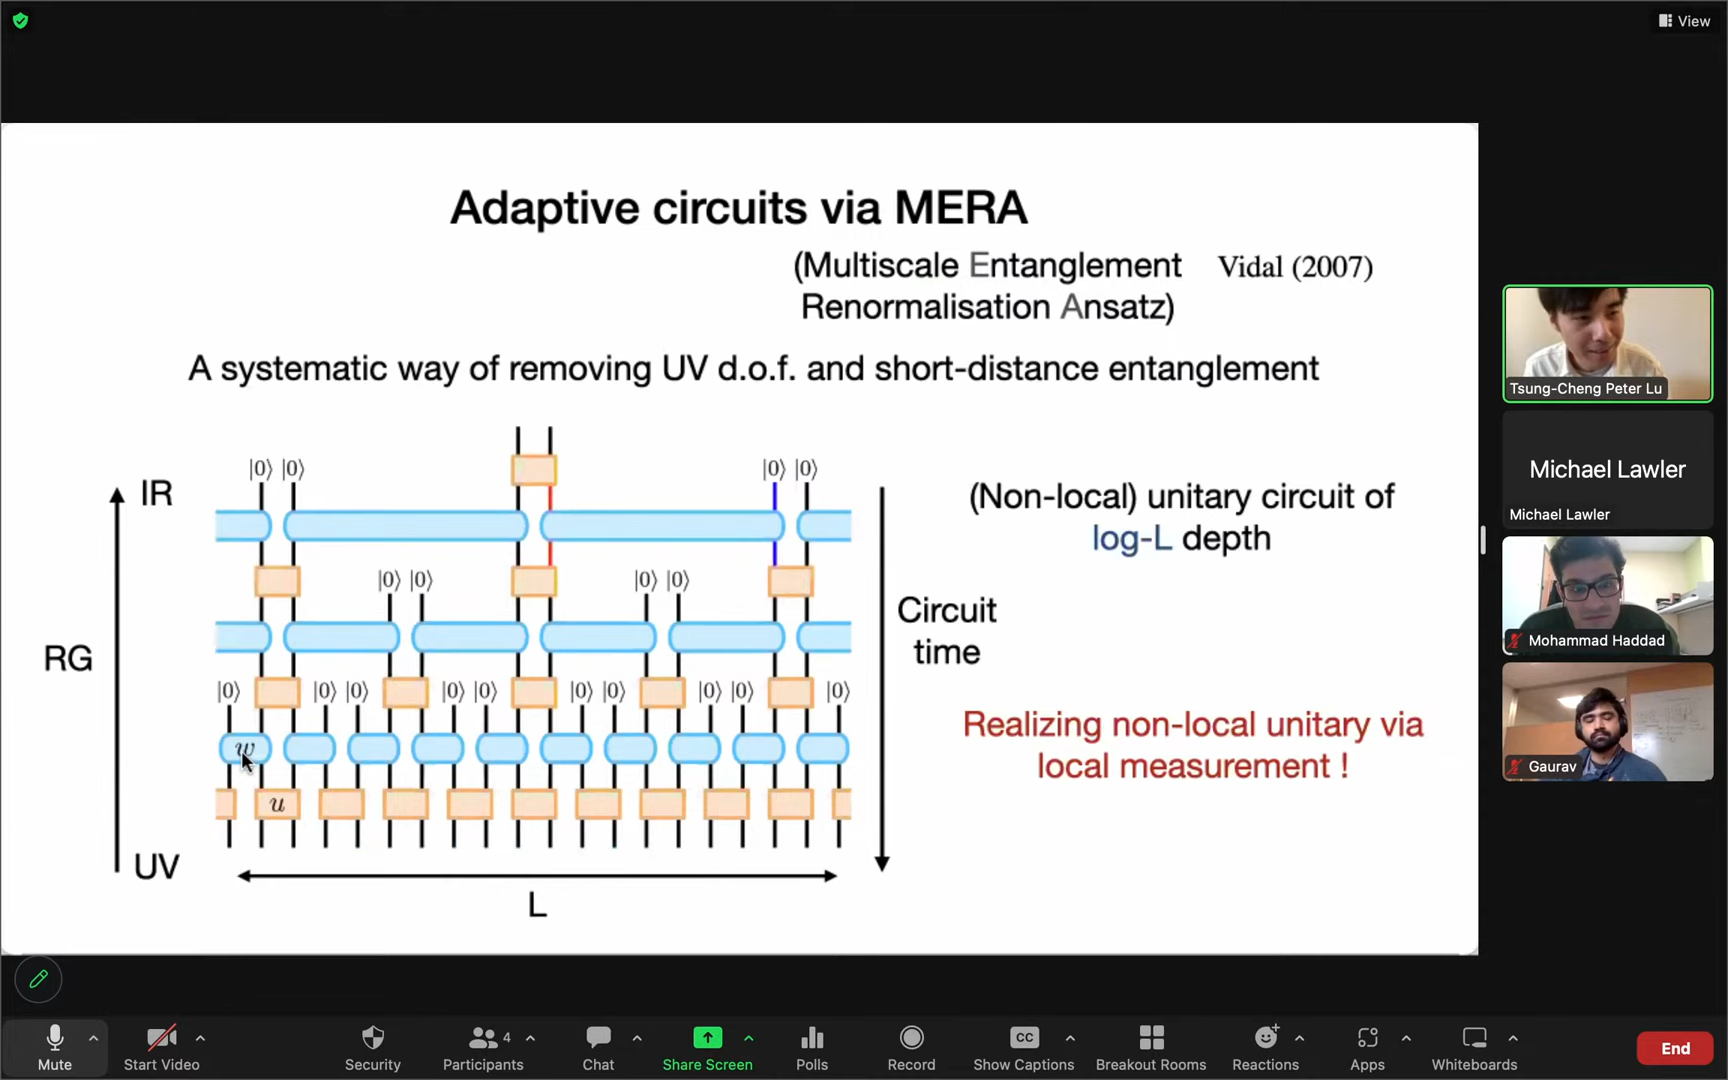 View
Adaptive circuits via MERA
(Multiscale Entanglement Vidal (2007)
Renormalisation Ansatz)
A systematic way of removing UV d.o.f. and short-distance entanglement
|0⟩ |0⟩ |0⟩ |0⟩
IR
(Non-local) unitary circuit of
log-L depth
|0⟩ |0⟩ |0⟩ |0⟩
Circuit
time
RG
|0⟩ |0⟩ |0⟩ |0⟩ |0⟩ |0⟩ |0⟩ |0⟩ |0⟩ |0⟩
w
Realizing non-local unitary via
local measurement !
u
UV
L
Tsung-Cheng Peter Lu
Michael Lawler
Michael Lawler
Mohammad Haddad
Gaurav
4
CC
Mute Start Video Security Participants Chat Share Screen Polls Record Show Captions Breakout Rooms Reactions Apps Whiteboards End